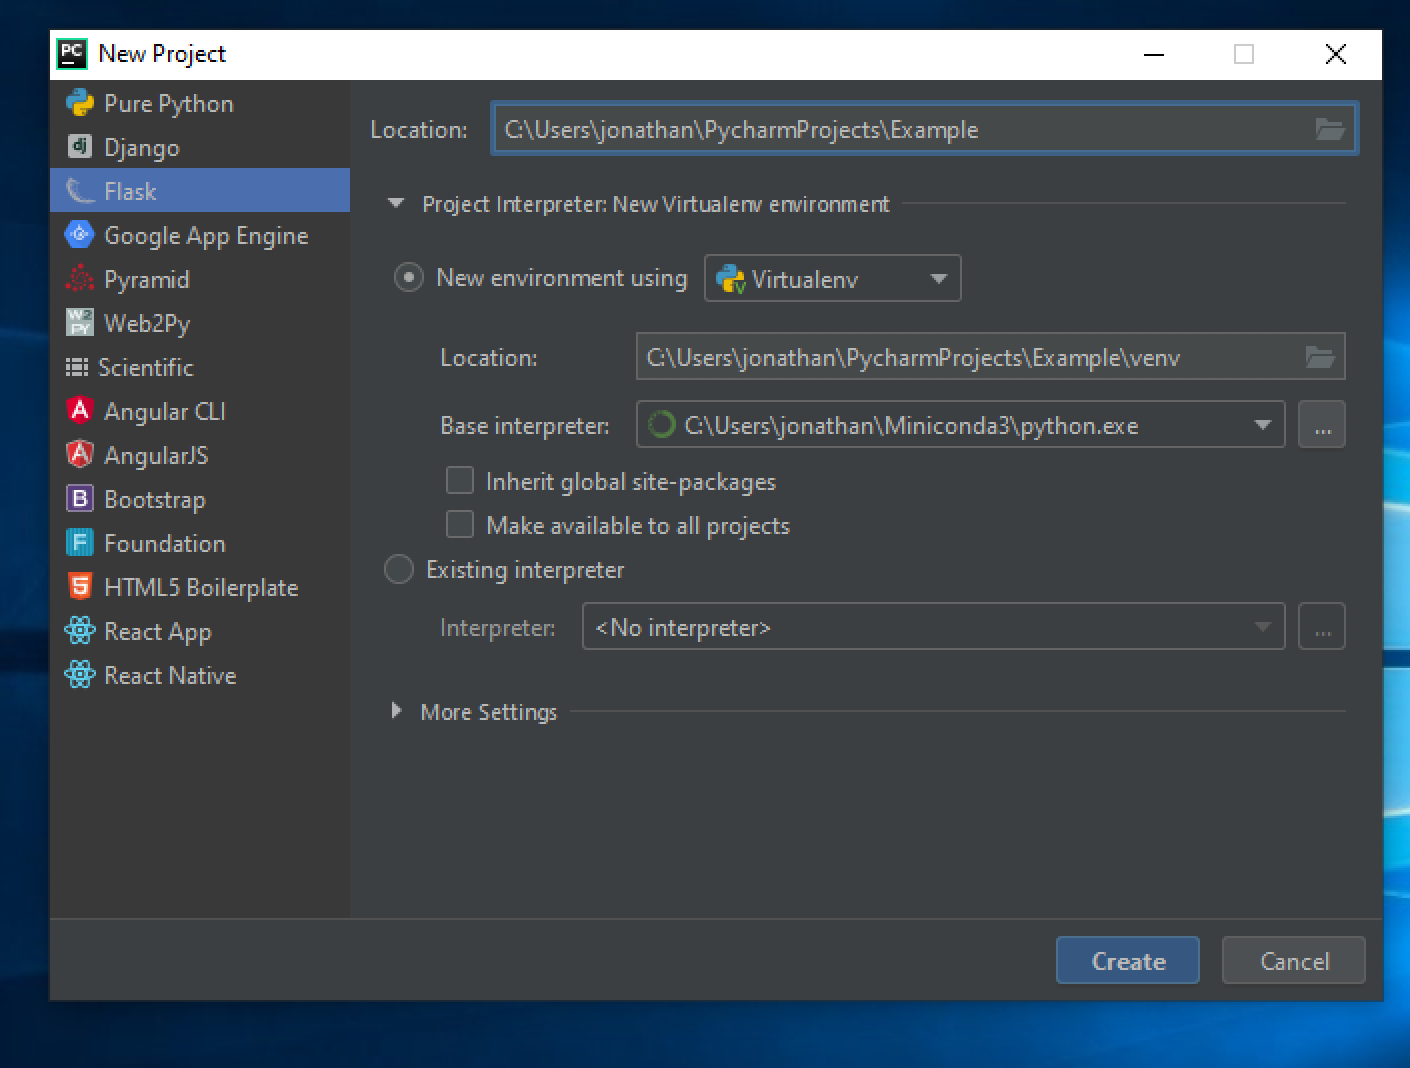 PC New Project
Pure Python
dj Django
Flask
Google App Engine
Pyramid
W2PY Web2Py
Scientific
A Angular CLI
A AngularJS
B Bootstrap
F Foundation
5 HTML5 Boilerplate
React App
React Native
Location: C:\Users\jonathan\PycharmProjects\Example
Project Interpreter: New Virtualenv environment
New environment using V Virtualenv
Location: C:\Users\jonathan\PycharmProjects\Example\venv
Base interpreter: C:\Users\jonathan\Miniconda3\python.exe ...
Inherit global site-packages
Make available to all projects
Existing interpreter
Interpreter: <No interpreter> ...
More Settings
Create Cancel